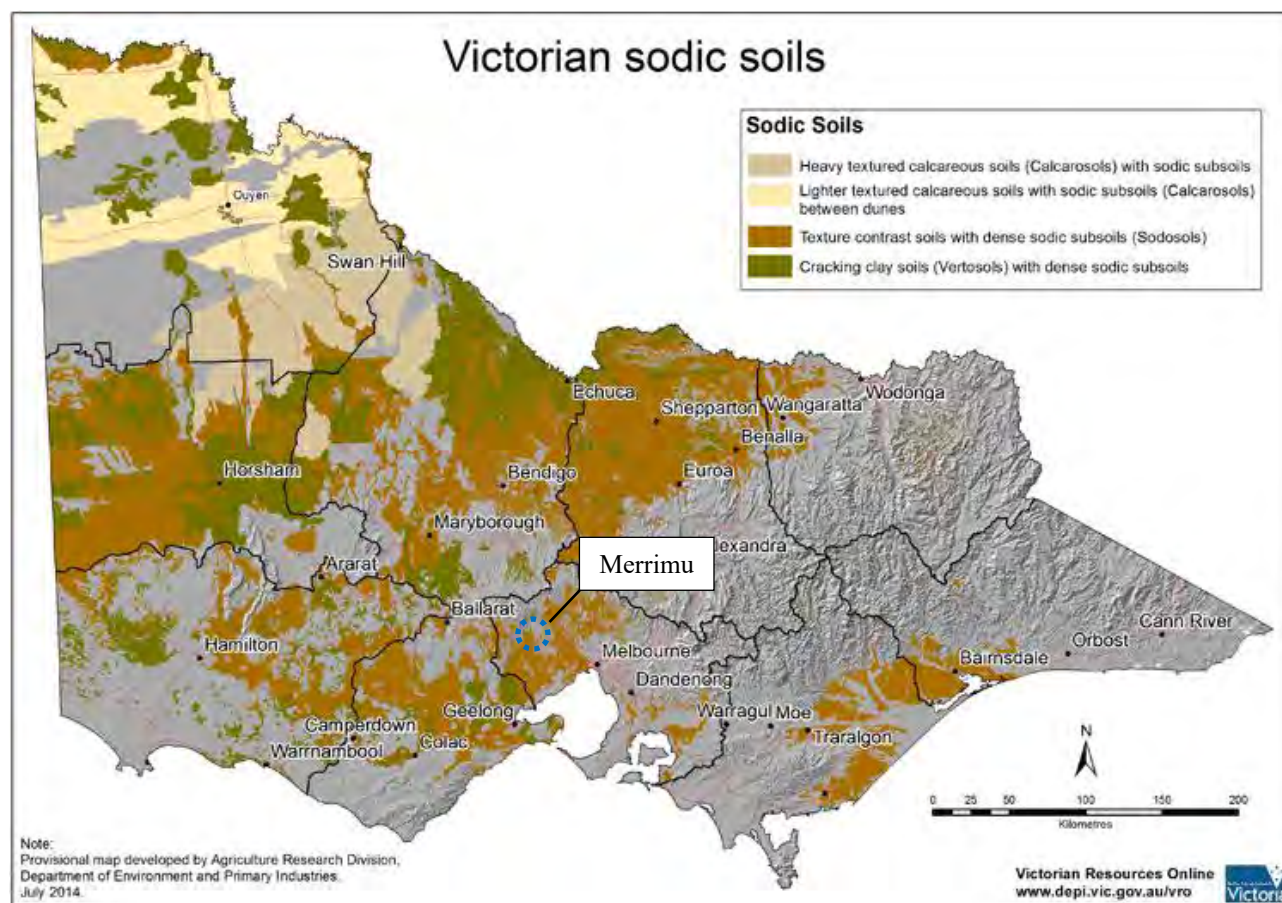 Victorian sodic soils
Sodic Soils
Heavy textured calcareous soils (Calcarosols) with sodic subsoils
Lighter textured calcareous soils with sodic subsoils (Calcarosols)
between dunes
Texture contrast soils with dense sodic subsoils (Sodosols)
Cracking clay soils (Vertosols) with dense sodic subsoils
Ouyen
Swan Hill
Echuca
Wodonga
Shepparton
Wangaratta
Benalla
Horsham
Bendigo
Euroa
Maryborough
lexandra
Merrimu
Ararat
Ballarat
Cann River
Orbost
Hamilton
Melbourne
Bairnsdale
Dandenong
Geelong
Warragul
Moe
Camperdown
Traralgon
Colac
Warrnambool
N
0 25 50 100 150 200
Kilometres
Note:
Provisional map developed by Agriculture Research Division,
Department of Environment and Primary Industries.
July 2014.
Victorian Resources Online
www.depi.vic.gov.au/vro
Victoria